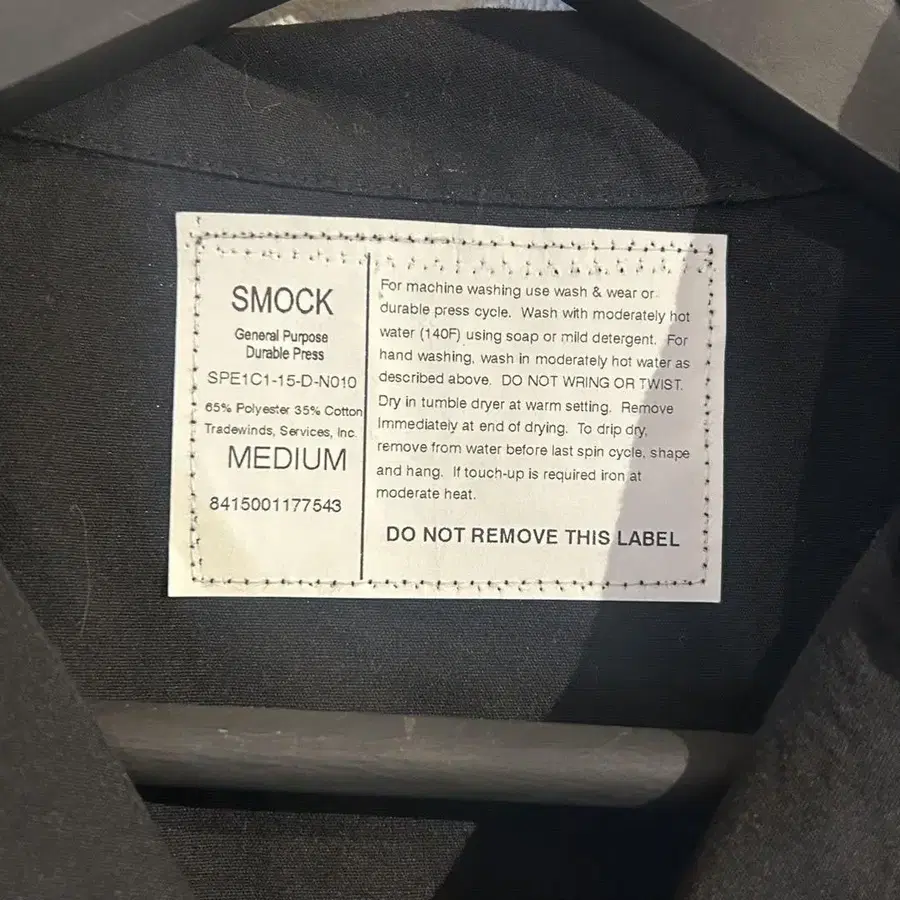 SMOCK
General Purpose
Durable Press
SPE1C1-15-D-N010
65% Polyester 35% Cotton
Tradewinds, Services, Inc.
MEDIUM
8415001177543
For machine washing use wash & wear or
durable press cycle. Wash with moderately hot
water (140F) using soap or mild detergent. For
hand washing, wash in moderately hot water as
described above. DO NOT WRING OR TWIST.
Dry in tumble dryer at warm setting. Remove
Immediately at end of drying. To drip dry,
remove from water before last spin cycle, shape
and hang. If touch-up is required iron at
moderate heat.
DO NOT REMOVE THIS LABEL